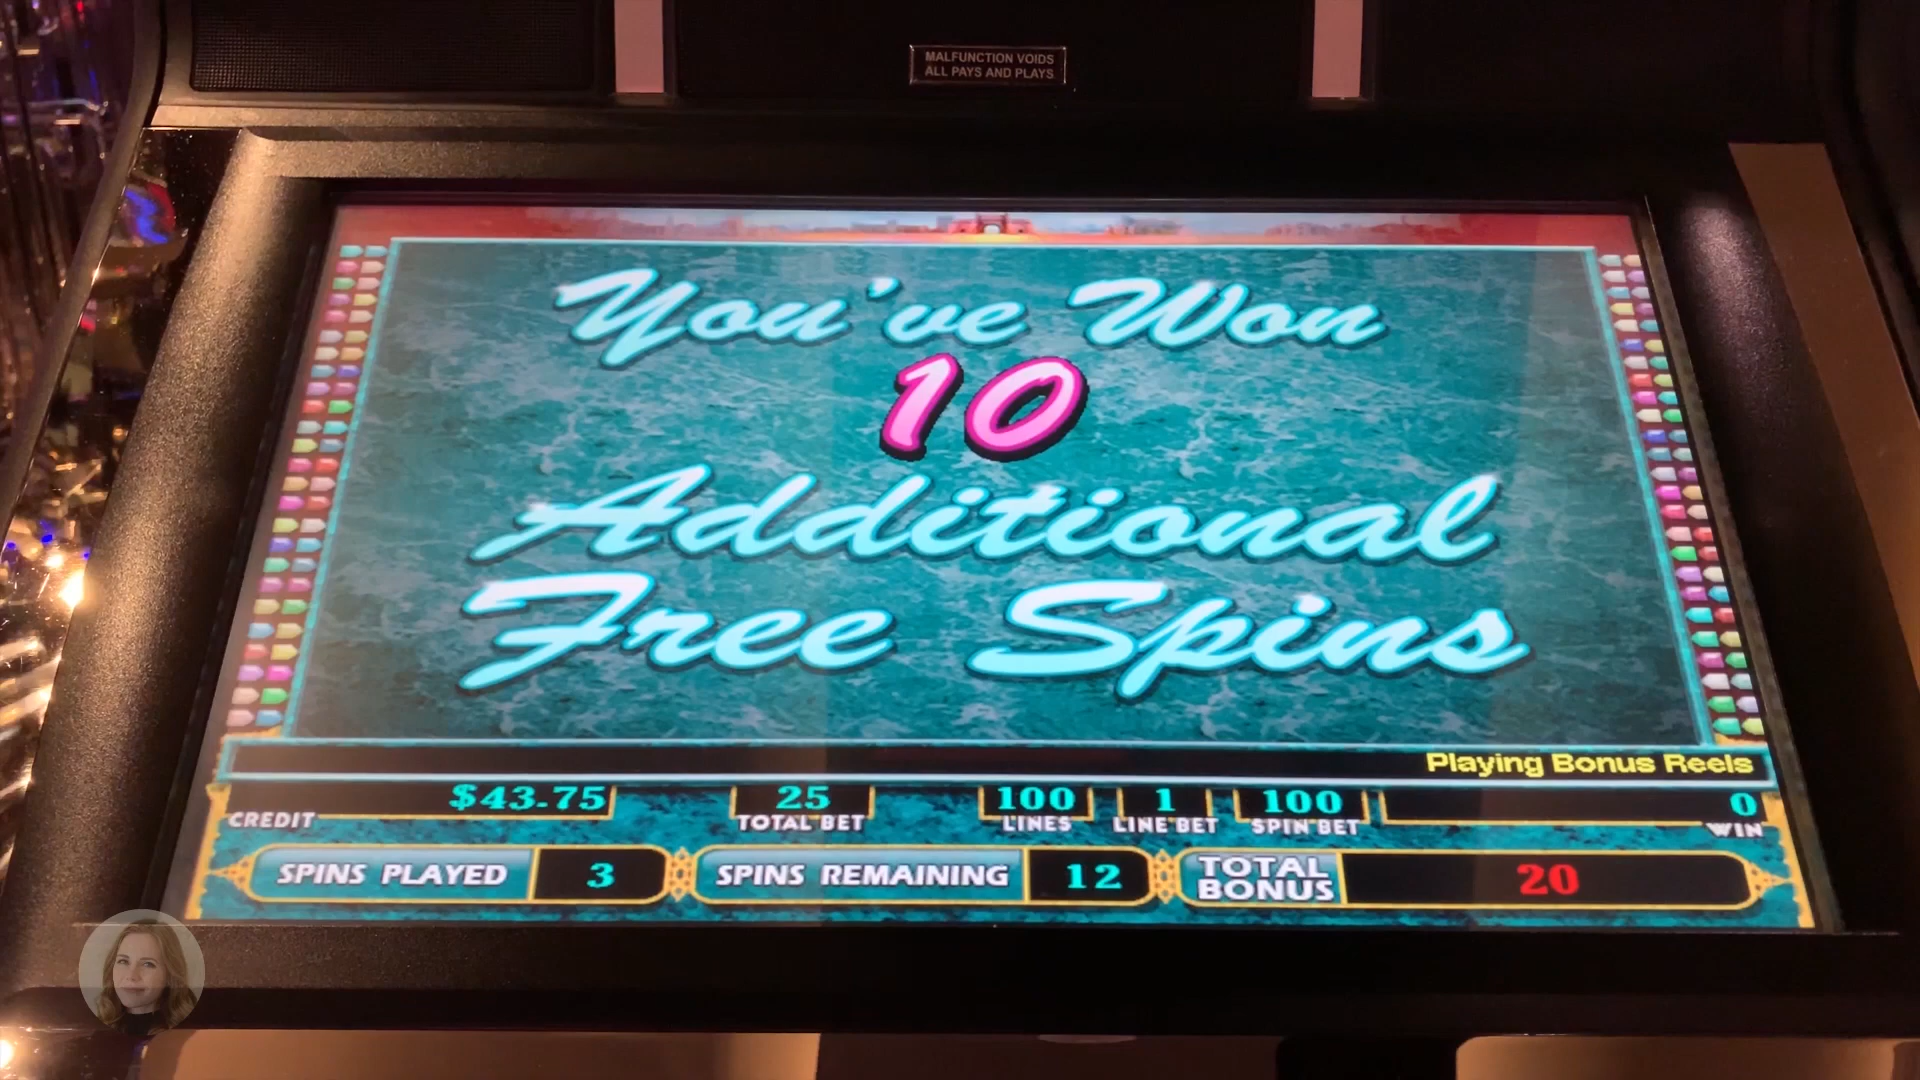 MALFUNCTION VOIDS
ALL PAYS AND PLAYS
You've Won
10
Additional
Free Spins
Playing Bonus Reels
CREDIT $43.75
25 TOTAL BET
100 LINES
1 LINE BET
100 SPIN BET
0 WIN
SPINS PLAYED 3
SPINS REMAINING 12
TOTAL BONUS 20